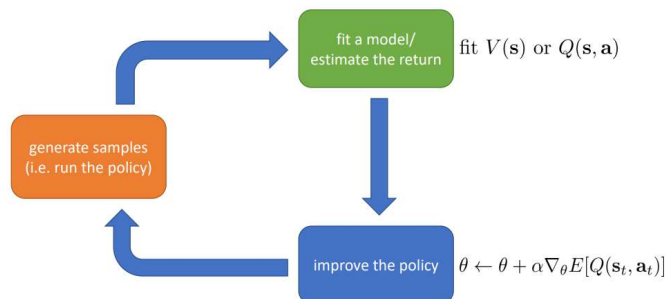 fit a model/
estimate the return
fit V(s) or Q(s, a)
generate samples
(i.e. run the policy)
improve the policy
θ ← θ + α∇θE[Q(st, at)]